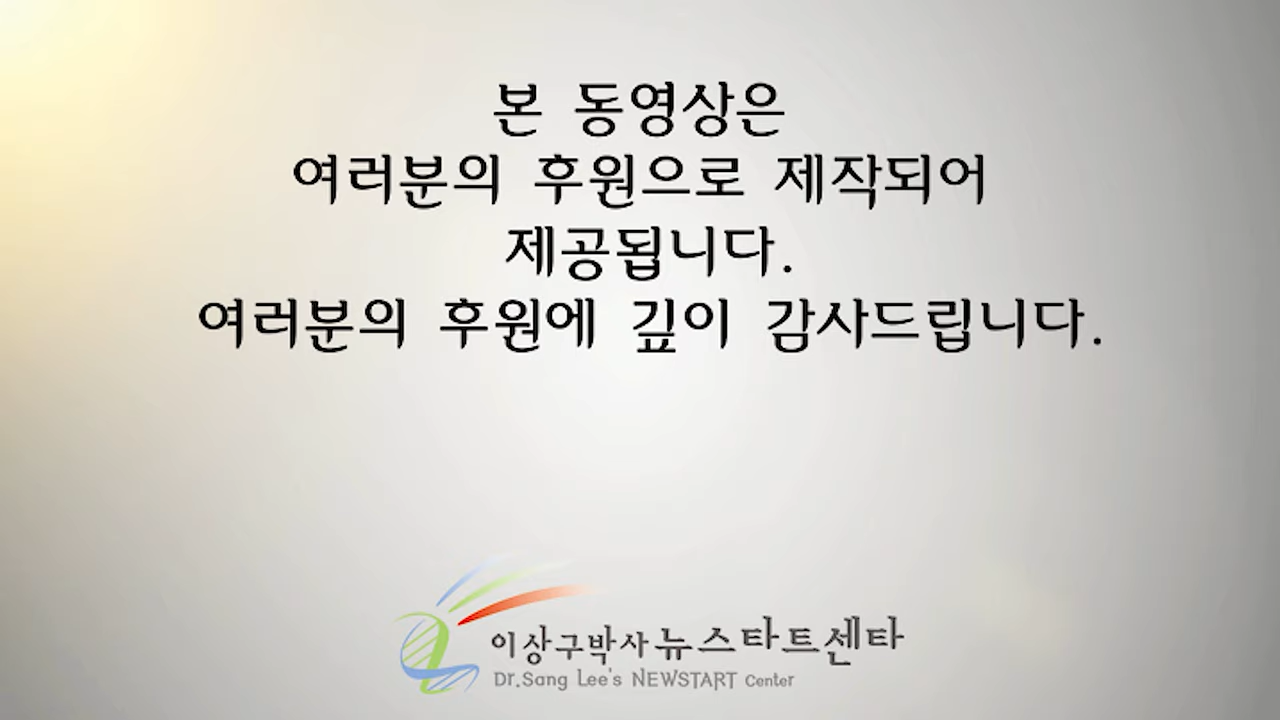 본 동영상은
여러분의 후원으로 제작되어
제공됩니다.
여러분의 후원에 깊이 감사드립니다.
이상구박사 뉴스타트센타
Dr.Sang Lee's NEWSTART Center